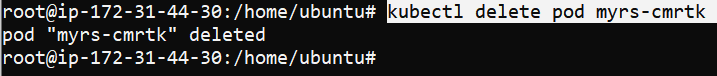 root@ip-172-31-44-30:/home/ubuntu# kubectl delete pod myrs-cmrtk
pod "myrs-cmrtk" deleted
root@ip-172-31-44-30:/home/ubuntu#